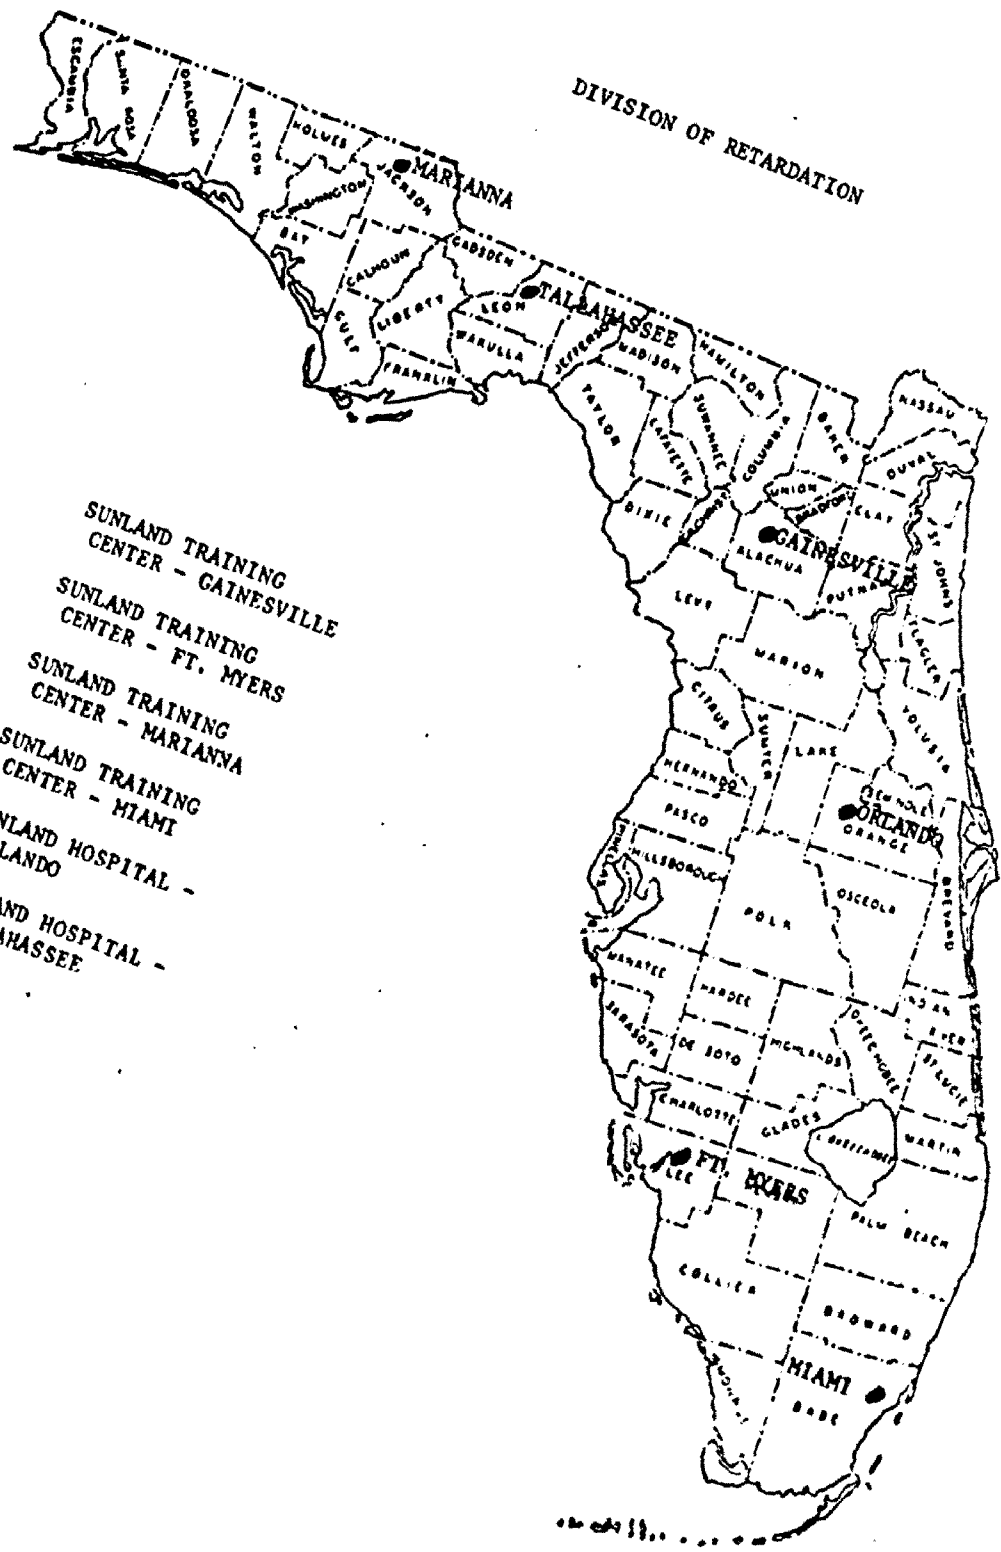 DIVISION OF RETARDATION
ESCAMBIA
SANTA ROSA
OKALOOSA
WALTON
HOLMES
MARIANNA
JACKSON
WASHINGTON
BAY
CALHOUN
GADSDEN
GULF
LIBERTY
LEON
TALLAHASSEE
WAKULLA
FRANKLIN
JEFFERSON
MADISON
HAMILTON
TAYLOR
LAFAYETTE
SUWANNEE
COLUMBIA
BAKER
NASSAU
DUVAL
DIXIE
UNION
BRADFORD
CLAY
ST JOHNS
GAINESVILLE
ALACHUA
PUTNAM
LEVY
FLAGLER
MARION
CITRUS
SUMTER
LAKE
VOLUSIA
HERNANDO
SEMINOLE
PASCO
ORLANDO
ORANGE
PINELLAS
HILLSBOROUGH
POLK
OSCEOLA
BREVARD
MANATEE
HARDEE
INDIAN
RIVER
SARASOTA
DE SOTO
HIGHLANDS
OKEECHOBEE
ST LUCIE
CHARLOTTE
GLADES
MARTIN
FT. MYERS
LEE
PALM BEACH
COLLIER
BROWARD
MIAMI
DADE
SUNLAND TRAINING
CENTER - GAINESVILLE
SUNLAND TRAINING
CENTER - FT. MYERS
SUNLAND TRAINING
CENTER - MARIANNA
SUNLAND TRAINING
CENTER - MIAMI
NLAND HOSPITAL -
LANDO
AND HOSPITAL -
AHASSEE